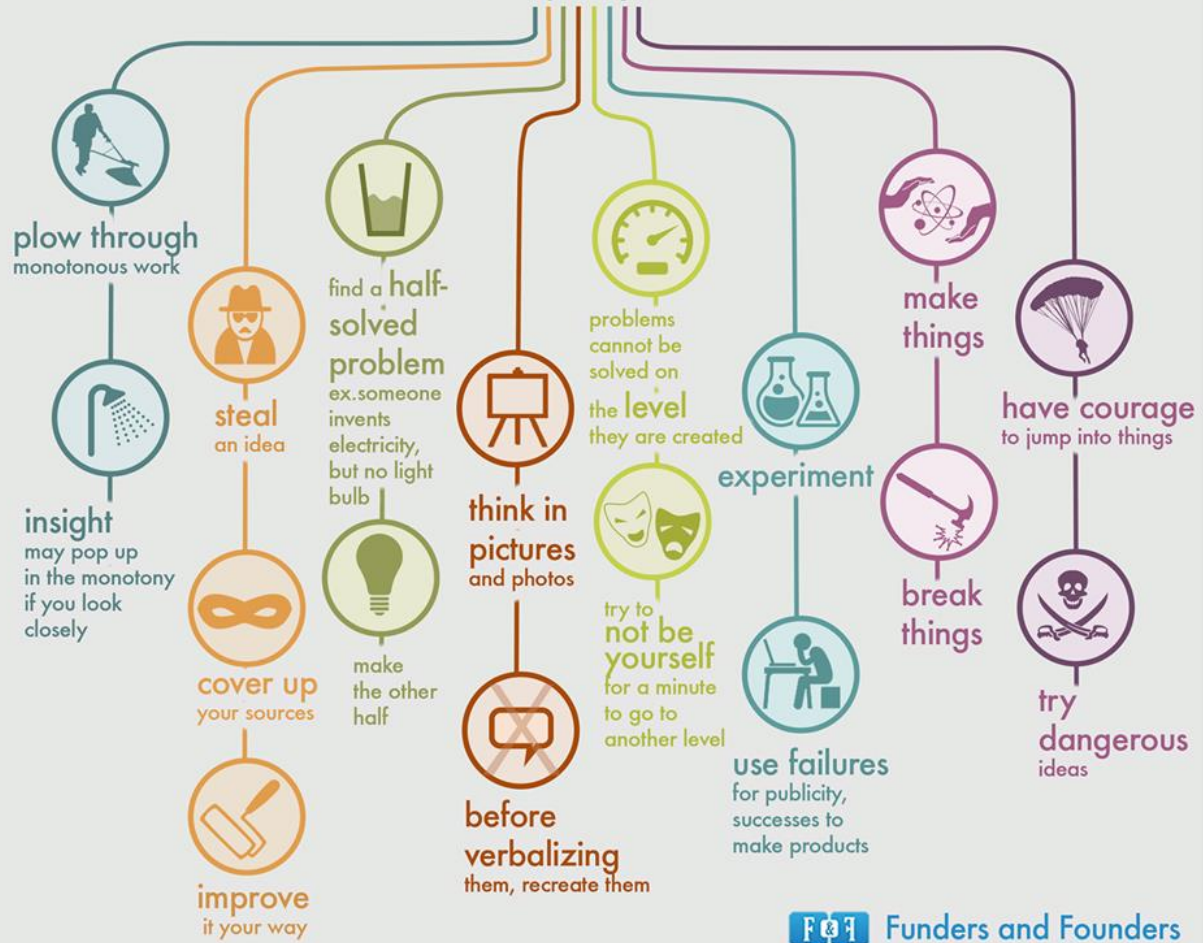 plow through
monotonous work
insight
may pop up
in the monotony
if you look
closely
steal
an idea
cover up
your sources
improve
it your way
find a half-
solved
problem
ex.someone
invents
electricity,
but no light
bulb
make
the other
half
think in
pictures
and photos
before
verbalizing
them, recreate them
problems
cannot be
solved on
the level
they are created
try to
not be
yourself
for a minute
to go to
another level
experiment
use failures
for publicity,
successes to
make products
make
things
break
things
have courage
to jump into things
try
dangerous
ideas
F&F Funders and Founders